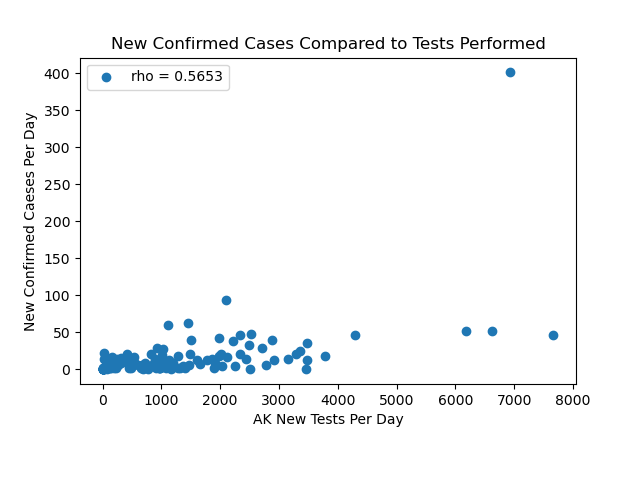 New Confirmed Cases Compared to Tests Performed
rho = 0.5653
New Confirmed Caeses Per Day
400
350
300
250
200
150
100
50
0
0 1000 2000 3000 4000 5000 6000 7000 8000
AK New Tests Per Day